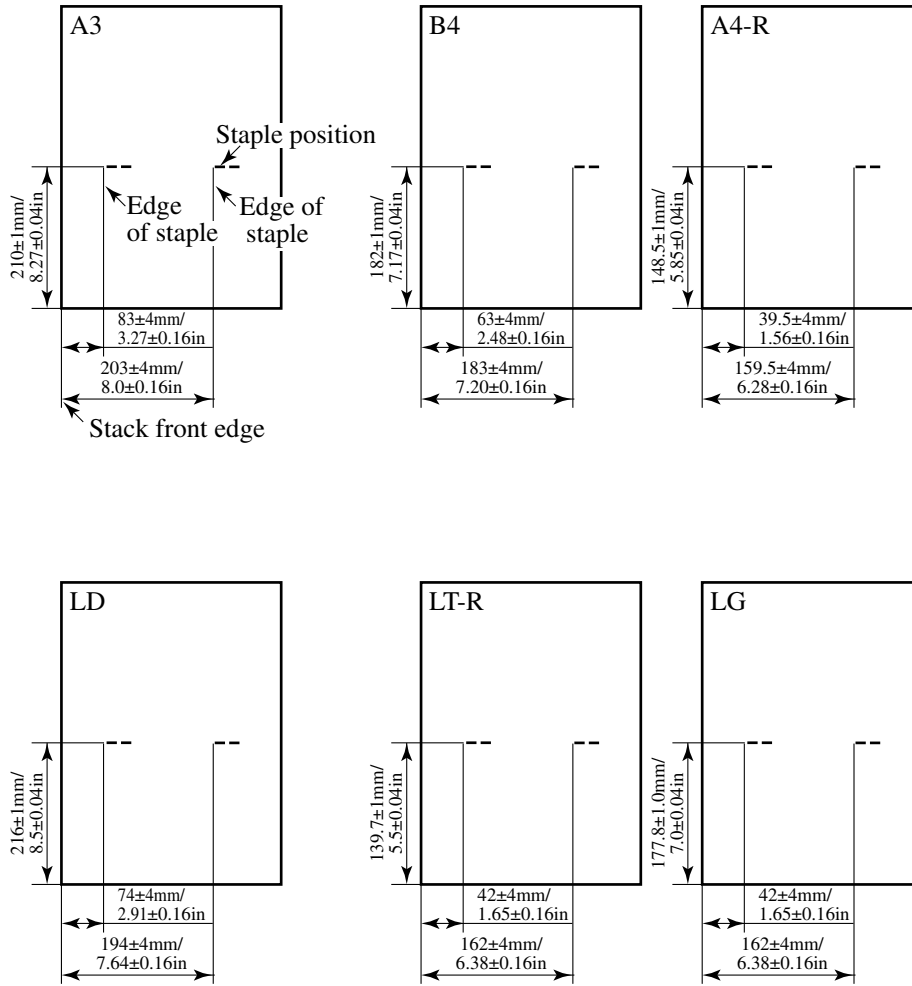 A3
Staple position
Edge
of staple
Edge of
staple
210±1mm/
8.27±0.04in
83±4mm/
3.27±0.16in
203±4mm/
8.0±0.16in
Stack front edge
B4
182±1mm/
7.17±0.04in
63±4mm/
2.48±0.16in
183±4mm/
7.20±0.16in
A4-R
148.5±1mm/
5.85±0.04in
39.5±4mm/
1.56±0.16in
159.5±4mm/
6.28±0.16in
LD
216±1mm/
8.5±0.04in
74±4mm/
2.91±0.16in
194±4mm/
7.64±0.16in
LT-R
139.7±1mm/
5.5±0.04in
42±4mm/
1.65±0.16in
162±4mm/
6.38±0.16in
LG
177.8±1.0mm/
7.0±0.04in
42±4mm/
1.65±0.16in
162±4mm/
6.38±0.16in